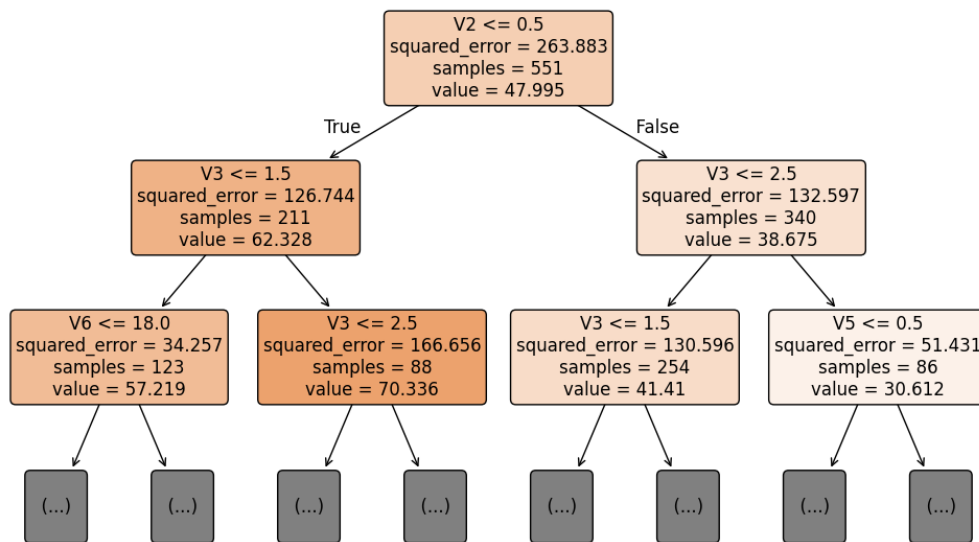 V2 <= 0.5
squared_error = 263.883
samples = 551
value = 47.995
True
False
V3 <= 1.5
squared_error = 126.744
samples = 211
value = 62.328
V3 <= 2.5
squared_error = 132.597
samples = 340
value = 38.675
V6 <= 18.0
squared_error = 34.257
samples = 123
value = 57.219
V3 <= 2.5
squared_error = 166.656
samples = 88
value = 70.336
V3 <= 1.5
squared_error = 130.596
samples = 254
value = 41.41
V5 <= 0.5
squared_error = 51.431
samples = 86
value = 30.612
(...)
(...)
(...)
(...)
(...)
(...)
(...)
(...)